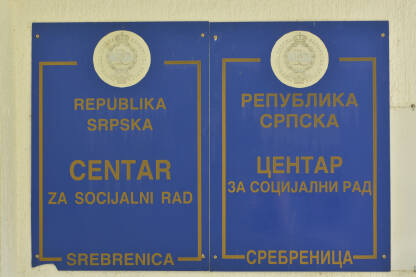 REPUBLIKA
SRPSKA
CENTAR
ZA SOCIJALNI RAD
SREBRENICA
РЕПУБЛИКА
СРПСКА
ЦЕНТАР
ЗА СОЦИЈАЛНИ РАД
СРЕБРЕНИЦА